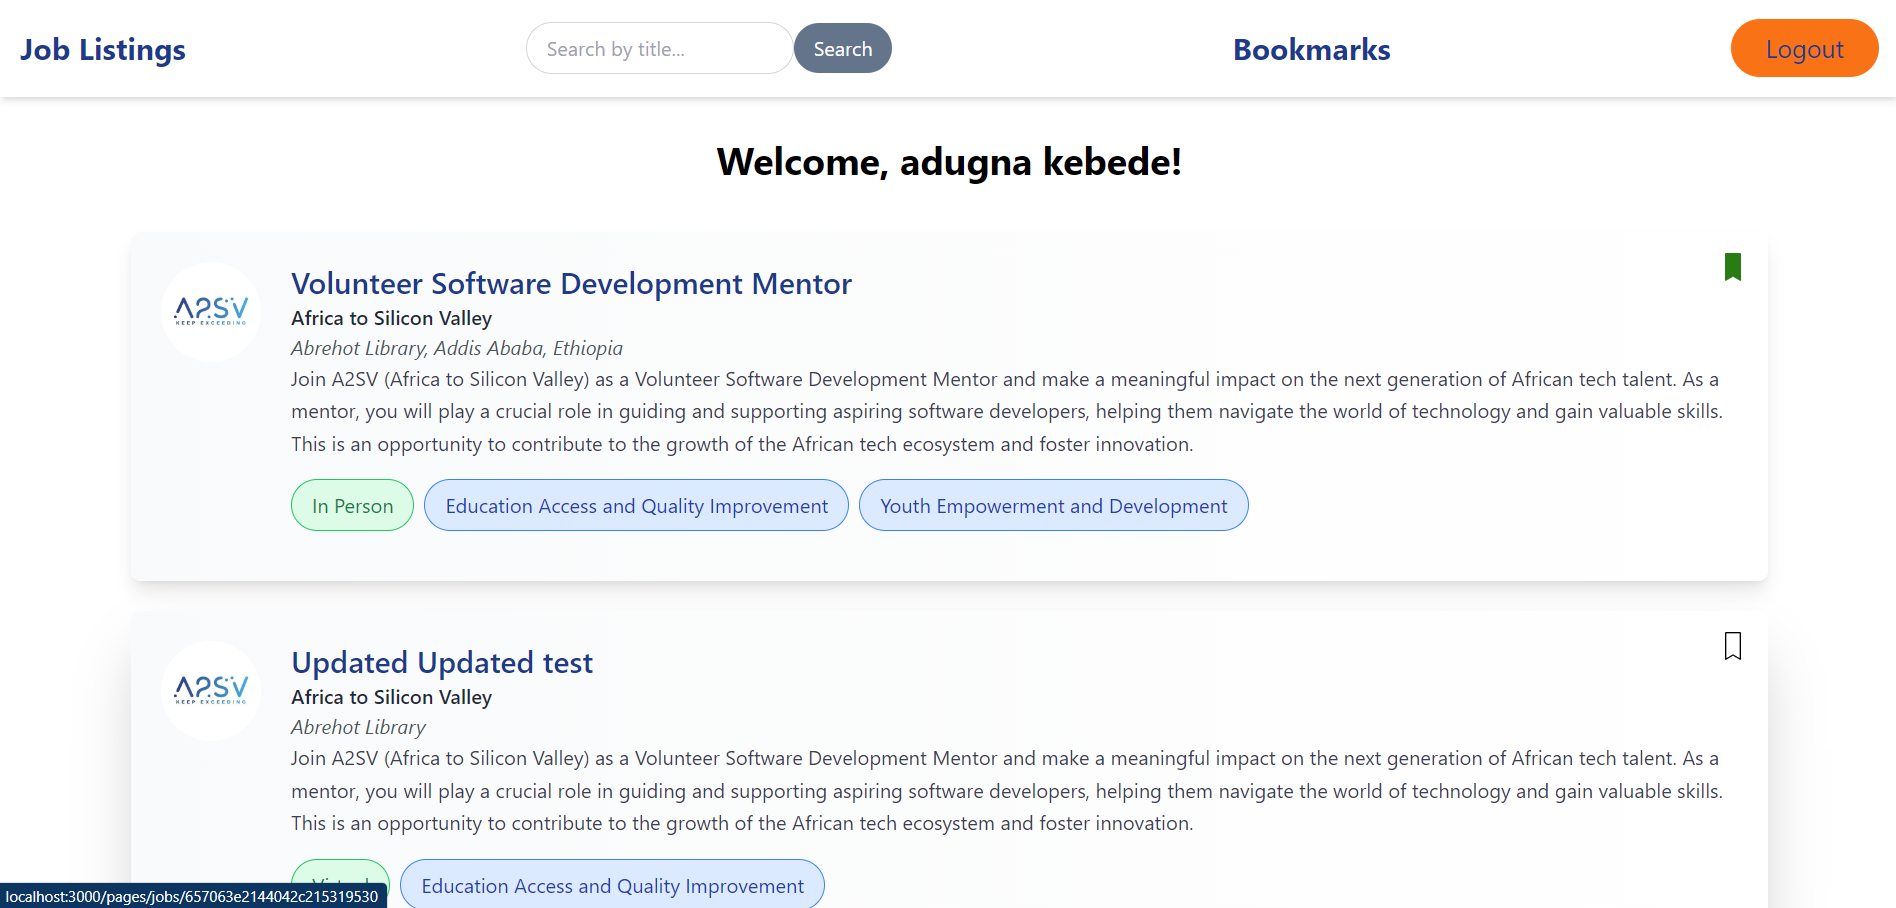 Job Listings
Search by title...
Search
Bookmarks
Logout
Welcome, adugna kebede!
A2SV
KEEP EXCEEDING
Volunteer Software Development Mentor
Africa to Silicon Valley
Abrehot Library, Addis Ababa, Ethiopia
Join A2SV (Africa to Silicon Valley) as a Volunteer Software Development Mentor and make a meaningful impact on the next generation of African tech talent. As a
mentor, you will play a crucial role in guiding and supporting aspiring software developers, helping them navigate the world of technology and gain valuable skills.
This is an opportunity to contribute to the growth of the African tech ecosystem and foster innovation.
In Person
Education Access and Quality Improvement
Youth Empowerment and Development
A2SV
KEEP EXCEEDING
Updated Updated test
Africa to Silicon Valley
Abrehot Library
Join A2SV (Africa to Silicon Valley) as a Volunteer Software Development Mentor and make a meaningful impact on the next generation of African tech talent. As a
mentor, you will play a crucial role in guiding and supporting aspiring software developers, helping them navigate the world of technology and gain valuable skills.
This is an opportunity to contribute to the growth of the African tech ecosystem and foster innovation.
Virtual
Education Access and Quality Improvement
localhost:3000/pages/jobs/657063e2144042c215319530